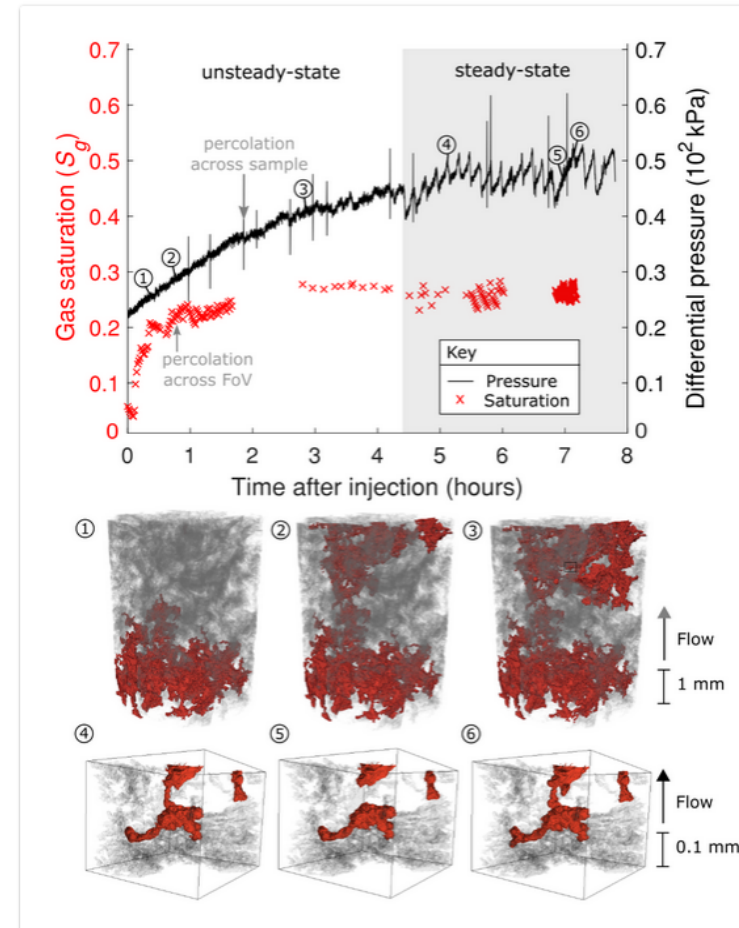 0.7
0.6
0.5
0.4
0.3
0.2
0.1
0
Gas saturation (Sg)
unsteady-state
steady-state
percolation
across sample
percolation
across FoV
①
②
③
④
⑤
⑥
Key
Pressure
Saturation
0.7
0.6
0.5
0.4
0.3
0.2
0.1
0
Differential pressure (10² kPa)
0 1 2 3 4 5 6 7 8
Time after injection (hours)
① ② ③
Flow
1 mm
④ ⑤ ⑥
Flow
0.1 mm